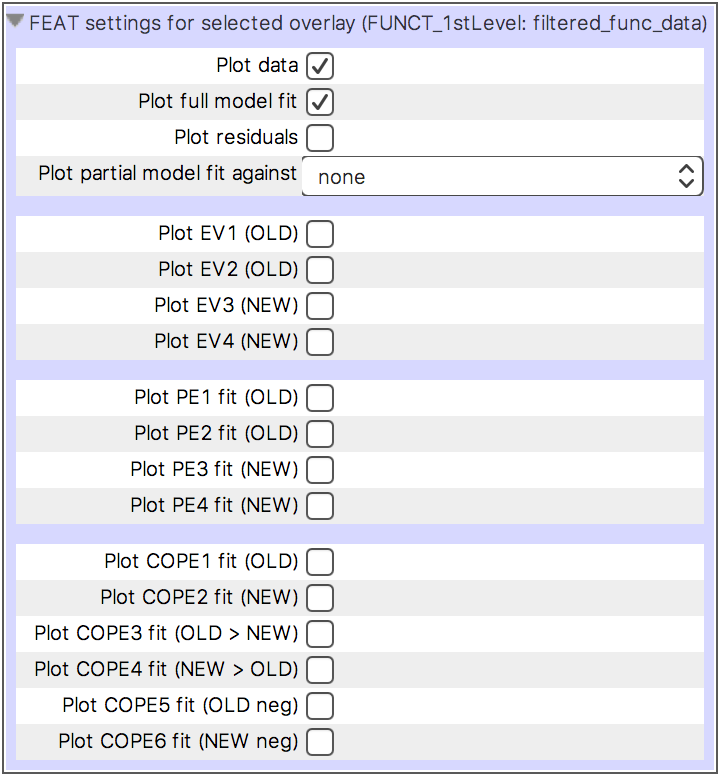 FEAT settings for selected overlay (FUNCT_1stLevel: filtered_func_data)
Plot data
Plot full model fit
Plot residuals
Plot partial model fit against none
Plot EV1 (OLD)
Plot EV2 (OLD)
Plot EV3 (NEW)
Plot EV4 (NEW)
Plot PE1 fit (OLD)
Plot PE2 fit (OLD)
Plot PE3 fit (NEW)
Plot PE4 fit (NEW)
Plot COPE1 fit (OLD)
Plot COPE2 fit (NEW)
Plot COPE3 fit (OLD > NEW)
Plot COPE4 fit (NEW > OLD)
Plot COPE5 fit (OLD neg)
Plot COPE6 fit (NEW neg)